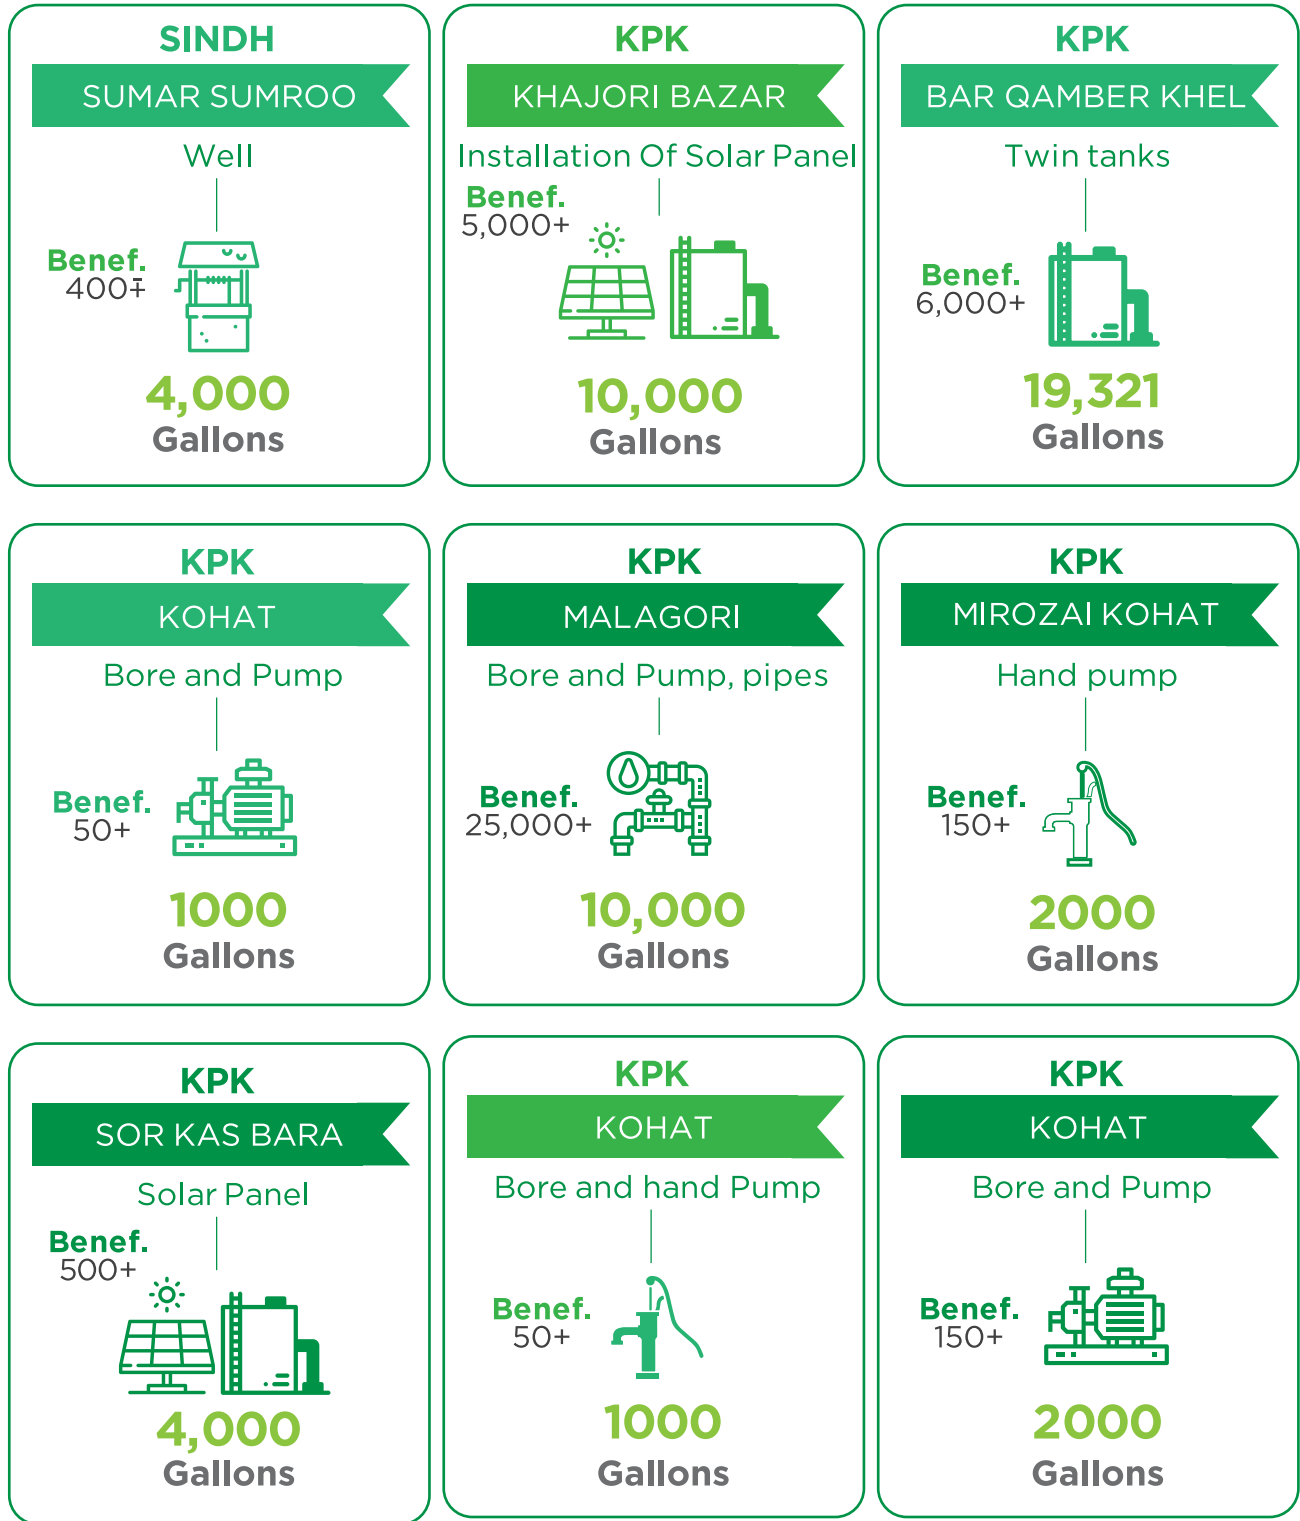 SINDH
SUMAR SUMROO
Well
Benef.
400+
4,000
Gallons
KPK
KHAJORI BAZAR
Installation Of Solar Panel
Benef.
5,000+
10,000
Gallons
KPK
BAR QAMBER KHEL
Twin tanks
Benef.
6,000+
19,321
Gallons
KPK
KOHAT
Bore and Pump
Benef.
50+
1000
Gallons
KPK
MALAGORI
Bore and Pump, pipes
Benef.
25,000+
10,000
Gallons
KPK
MIROZAI KOHAT
Hand pump
Benef.
150+
2000
Gallons
KPK
SOR KAS BARA
Solar Panel
Benef.
500+
4,000
Gallons
KPK
KOHAT
Bore and hand Pump
Benef.
50+
1000
Gallons
KPK
KOHAT
Bore and Pump
Benef.
150+
2000
Gallons